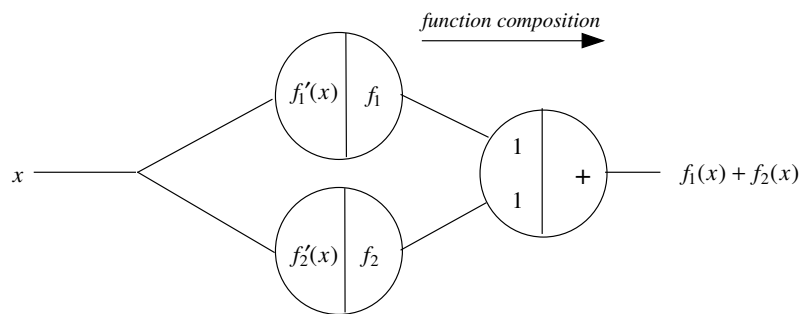 function composition
f₁′(x) f₁
1
x
+ f₁(x) + f₂(x)
1
f₂′(x) f₂